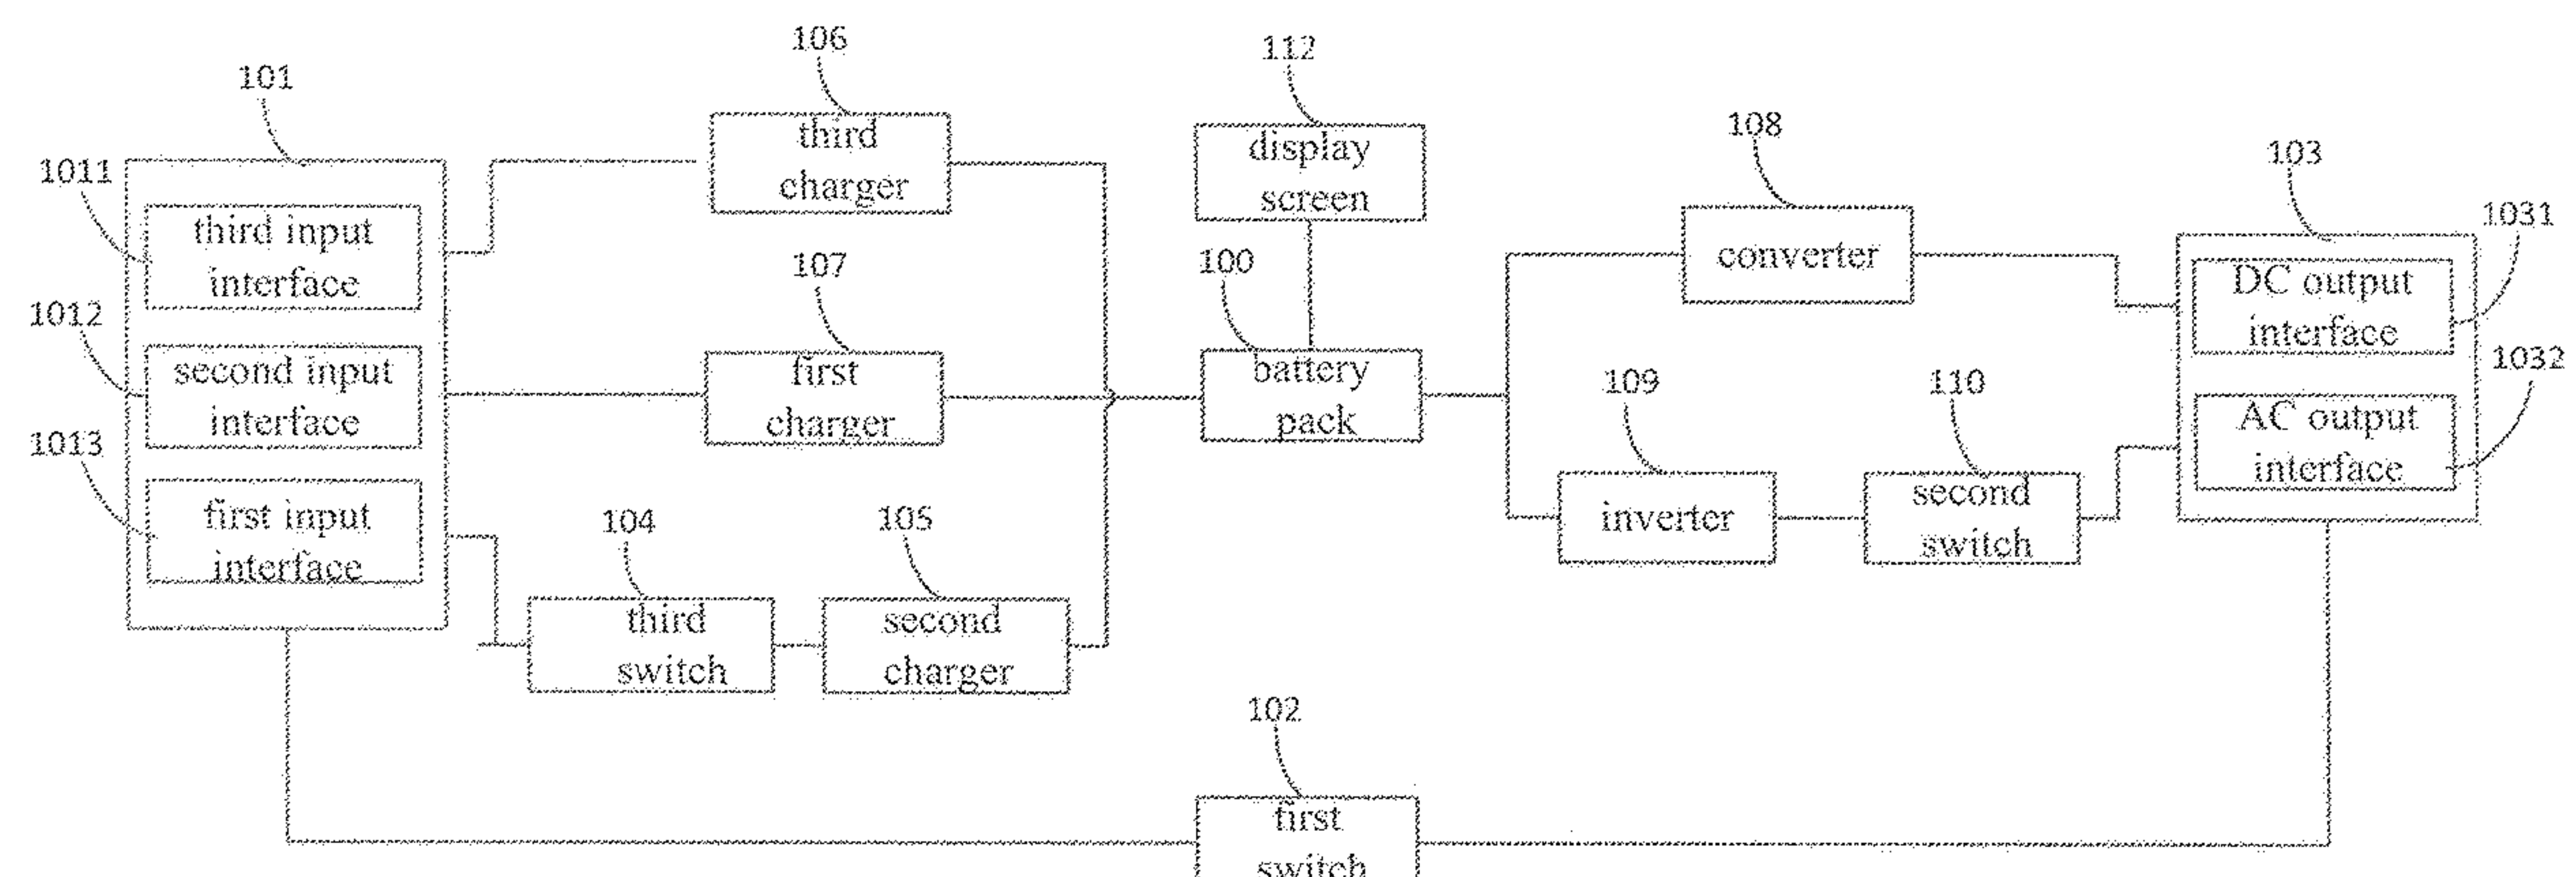 106
112
101
third
charger
108
display
screen
103
1011
third input
interface
1031
107
100
converter
DC output
interface
1012
second input
interface
first
charger
battery
pack
109
110
1032
AC output
interface
1013
first input
interface
104
105
inverter
second
switch
third
switch
second
charger
102
first
switch